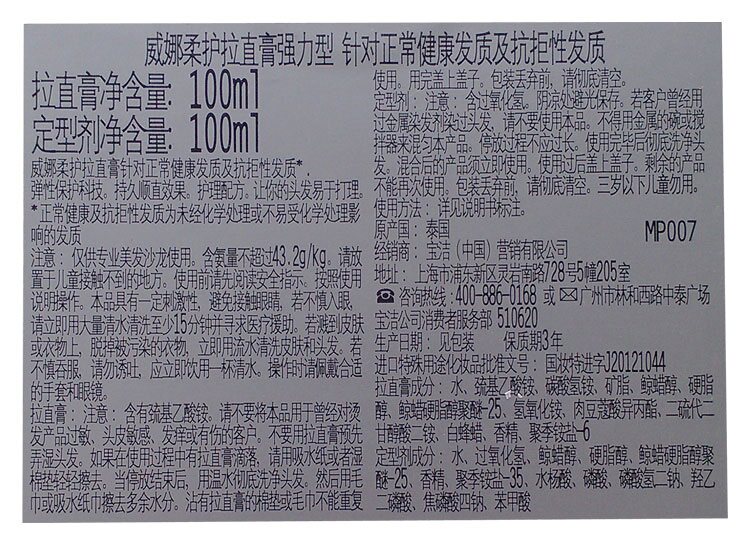 威娜柔护拉直膏强力型 针对正常健康发质及抗拒性发质
拉直膏净含量: 100ml
定型剂净含量: 100ml
威娜柔护拉直膏针对正常健康发质及抗拒性发质*.
弹性保护科技。持久顺直效果。护理配方。让你的头发易于打理。
*正常健康及抗拒性发质为未经化学处理或不易受化学处理影
响的发质
注意: 仅供专业美发沙龙使用。含氨量不超过43.2g/kg。请放
置于儿童接触不到的地方。使用前请先阅读安全指示。按照使用
说明操作。本品具有一定刺激性，避免接触眼睛，若不慎入眼，
请立即用大量清水清洗至少15分钟并寻求医疗援助。若溅到皮肤
或衣物上，脱掉被污染的衣物，立即用流水清洗皮肤和头发。若
不慎吞服，请勿诱吐，应立即饮用一杯清水。操作时请佩戴合适
的手套和眼镜。
拉直膏: 注意: 含有巯基乙酸铵。请不要将本品用于曾经对烫
发产品过敏、头皮敏感、发痒或有伤的客户。不要用拉直膏预先
弄湿头发。如果在使用过程中有拉直膏滴落，请用吸水纸或者湿
棉垫轻轻擦去。当停放结束后，用温水彻底洗净头发。然后用毛
巾或吸水纸巾擦去多余水分。沾有拉直膏的棉垫或毛巾不能重复
使用。用完盖上盖子。包装丢弃前，请彻底清空。
定型剂: 注意: 含过氧化氢。阴凉处避光保存。若客户曾经用
过金属染发剂染过头发，请不要使用本品。不得用金属的碗或搅
拌器来混匀本产品。停放过程不应过长。使用完毕后彻底洗净头
发。混合后的产品须立即使用。使用过后盖上盖子。剩余的产品
不能再次使用。包装丢弃前，请彻底清空。三岁以下儿童勿用。
使用方法: 详见说明书标注。
原产国: 泰国 MP007
经销商: 宝洁（中国）营销有限公司
地址: 上海市浦东新区灵岩南路728号5幢205室
☎ 咨询热线:400-886-0168 或✉广州市林和西路中泰广场
宝洁公司消费者服务部 510620
生产日期: 见包装 保质期3年
进口特殊用途化妆品批准文号: 国妆特进字J20121044
拉直膏成分: 水、巯基乙酸铵、碳酸氢铵、矿脂、鲸蜡醇、硬脂
醇、鲸蜡硬脂醇聚醚-25、氢氧化铵、肉豆蔻酸异丙酯、二硫代二
甘醇酸二铵、白蜂蜡、香精、聚季铵盐-6
定型剂成分: 水、过氧化氢、鲸蜡醇、硬脂醇、鲸蜡硬脂醇聚
醚-25、香精、聚季铵盐-35、水杨酸、磷酸、磷酸氢二钠、羟乙
二磷酸、焦磷酸四钠、苯甲酸